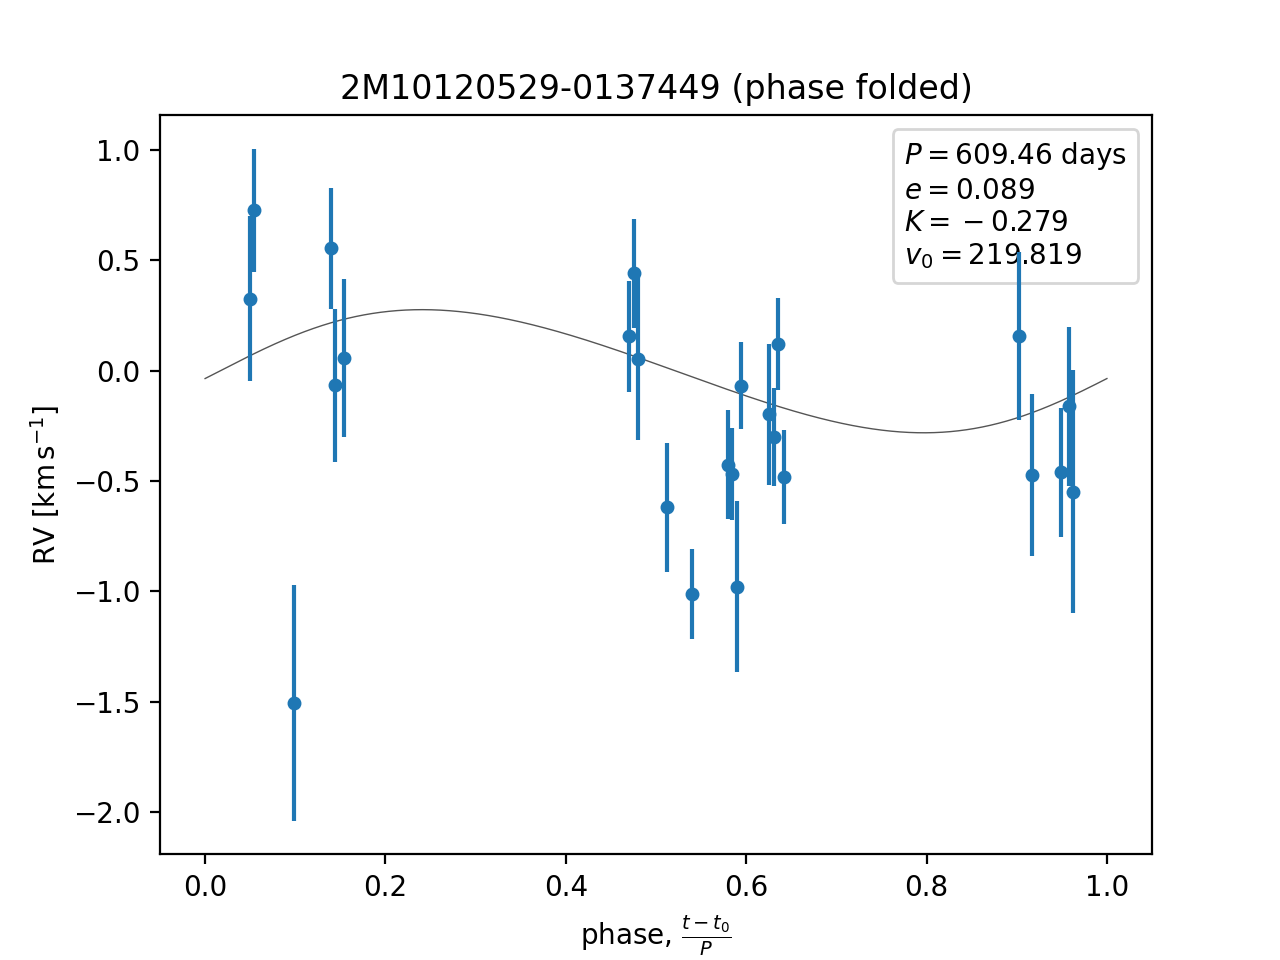 2M10120529-0137449 (phase folded)
P = 609.46 days
e = 0.089
K = −0.279
v₀ = 219.819
1.0
0.5
0.0
−0.5
−1.0
−1.5
−2.0
RV [km s⁻¹]
0.0 0.2 0.4 0.6 0.8 1.0
phase, (t − t₀)/P